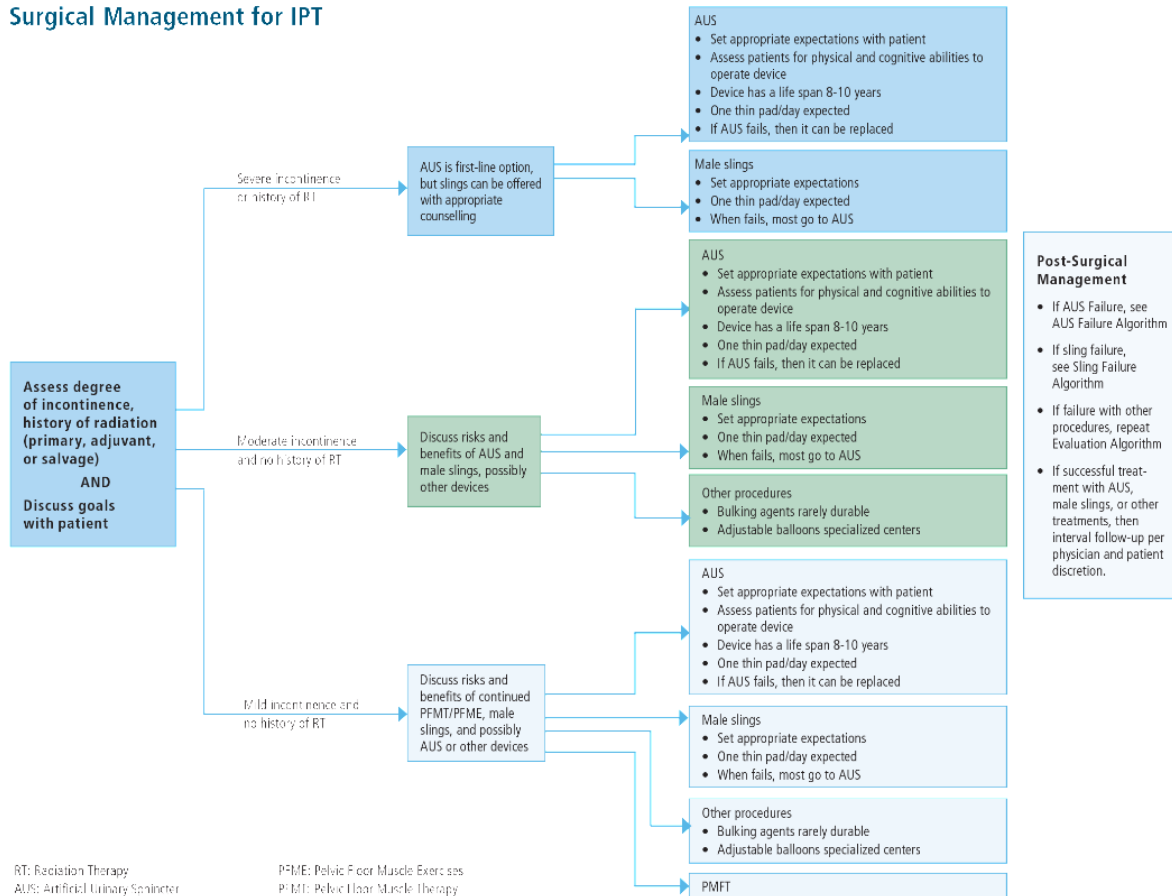 Surgical Management for IPT
AUS
• Set appropriate expectations with patient
• Assess patients for physical and cognitive abilities to
operate device
• Device has a life span 8-10 years
• One thin pad/day expected
• If AUS fails, then it can be replaced
Severe incontinence
or history of RT
AUS is first-line option,
but slings can be offered
with appropriate
counselling
Male slings
• Set appropriate expectations
• One thin pad/day expected
• When fails, most go to AUS
AUS
• Set appropriate expectations with patient
• Assess patients for physical and cognitive abilities to
operate device
• Device has a life span 8-10 years
• One thin pad/day expected
• If AUS fails, then it can be replaced
Assess degree
of incontinence,
history of radiation
(primary, adjuvant,
or salvage)
AND
Discuss goals
with patient
Moderate incontinence
and no history of RT
Discuss risks and
benefits of AUS and
male slings, possibly
other devices
Male slings
• Set appropriate expectations
• One thin pad/day expected
• When fails, most go to AUS
Other procedures
• Bulking agents rarely durable
• Adjustable balloons specialized centers
AUS
• Set appropriate expectations with patient
• Assess patients for physical and cognitive abilities to
operate device
• Device has a life span 8-10 years
• One thin pad/day expected
• If AUS fails, then it can be replaced
Mild incontinence and
no history of RT
Discuss risks and
benefits of continued
PFMT/PFME, male
slings, and possibly
AUS or other devices
Male slings
• Set appropriate expectations
• One thin pad/day expected
• When fails, most go to AUS
Other procedures
• Bulking agents rarely durable
• Adjustable balloons specialized centers
PMFT
Post-Surgical
Management
• If AUS Failure, see
AUS Failure Algorithm
• If sling failure,
see Sling Failure
Algorithm
• If failure with other
procedures, repeat
Evaluation Algorithm
• If successful treat-
ment with AUS,
male slings, or other
treatments, then
interval follow-up per
physician and patient
discretion.
RT: Radiation Therapy
AUS: Artificial Urinary Sphincter
PFME: Pelvic Floor Muscle Exercises
PFMT: Pelvic Floor Muscle Therapy